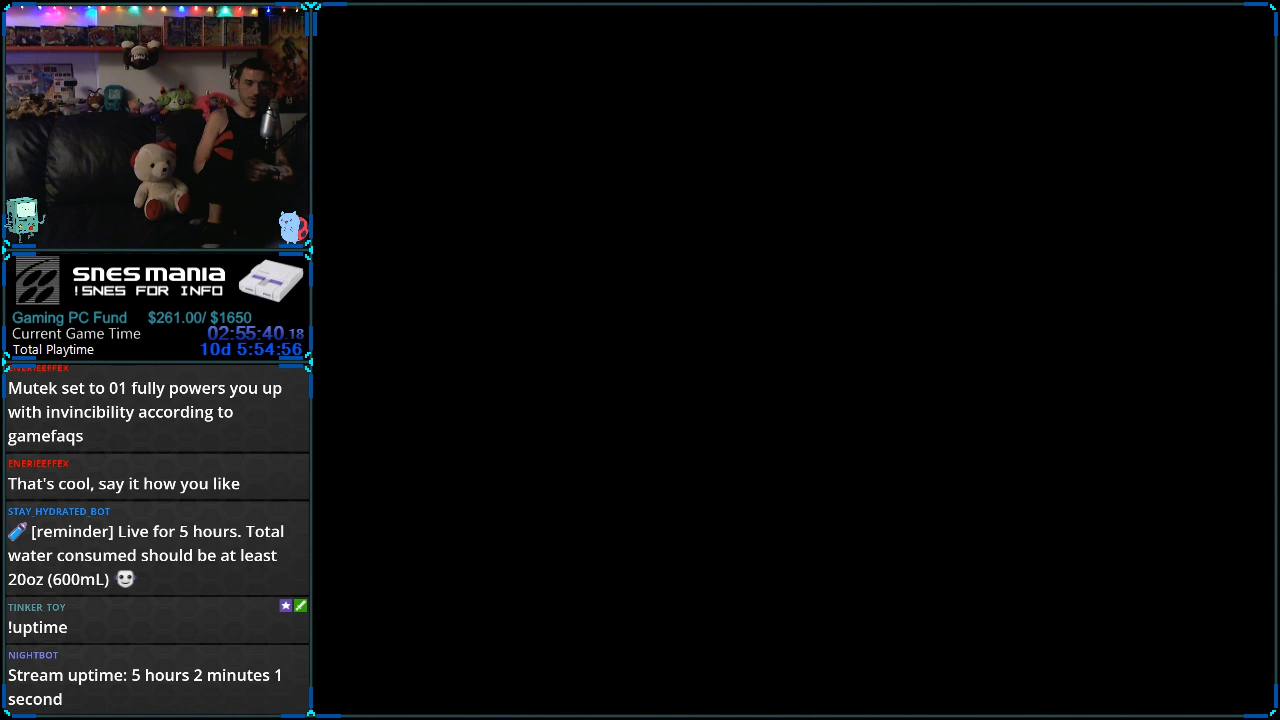 SNES MANIA
!SNES FOR INFO
Gaming PC Fund $261.00/ $1650
Current Game Time 02:55:40.18
Total Playtime 10d 5:54:56
ENERIEEFFEX
Mutek set to 01 fully powers you up
with invincibility according to
gamefaqs
ENERIEEFFEX
That's cool, say it how you like
STAY_HYDRATED_BOT
[reminder] Live for 5 hours. Total
water consumed should be at least
20oz (600mL)
TINKER_TOY
!uptime
NIGHTBOT
Stream uptime: 5 hours 2 minutes 1
second